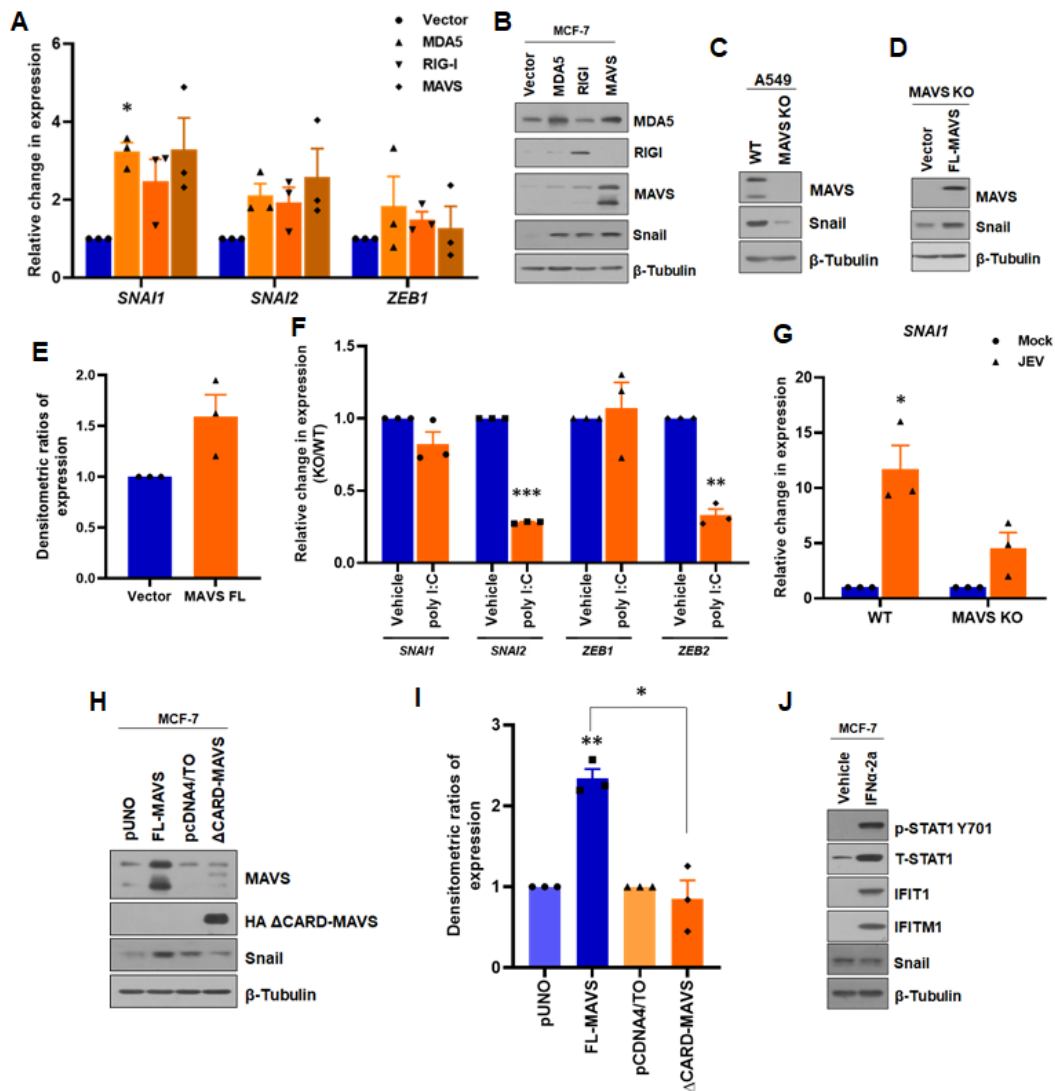 A
Relative change in expression
6
4
2
0
*
Vector
MDA5
RIG-I
MAVS
SNAI1
SNAI2
ZEB1
B
MCF-7
Vector
MDA5
RIGI
MAVS
MDA5
RIGI
MAVS
Snail
β-Tubulin
C
A549
WT
MAVS KO
MAVS
Snail
β-Tubulin
D
MAVS KO
Vector
FL-MAVS
MAVS
Snail
β-Tubulin
E
Densitometric ratios of
expression
2.0
1.5
1.0
0.5
0.0
Vector
MAVS FL
F
Relative change in expression
(KO/WT)
1.5
1.0
0.5
0.0
***
**
Vehicle
poly I:C
Vehicle
poly I:C
Vehicle
poly I:C
Vehicle
poly I:C
SNAI1
SNAI2
ZEB1
ZEB2
G
SNAI1
Mock
JEV
Relative change in expression
20
15
10
5
0
*
WT
MAVS KO
H
MCF-7
pUNO
FL-MAVS
pcDNA4/TO
ΔCARD-MAVS
MAVS
HA ΔCARD-MAVS
Snail
β-Tubulin
I
Densitometric ratios of
expression
3
2
1
0
*
**
pUNO
FL-MAVS
pCDNA4/TO
ΔCARD-MAVS
J
MCF-7
Vehicle
IFNα-2a
p-STAT1 Y701
T-STAT1
IFIT1
IFITM1
Snail
β-Tubulin